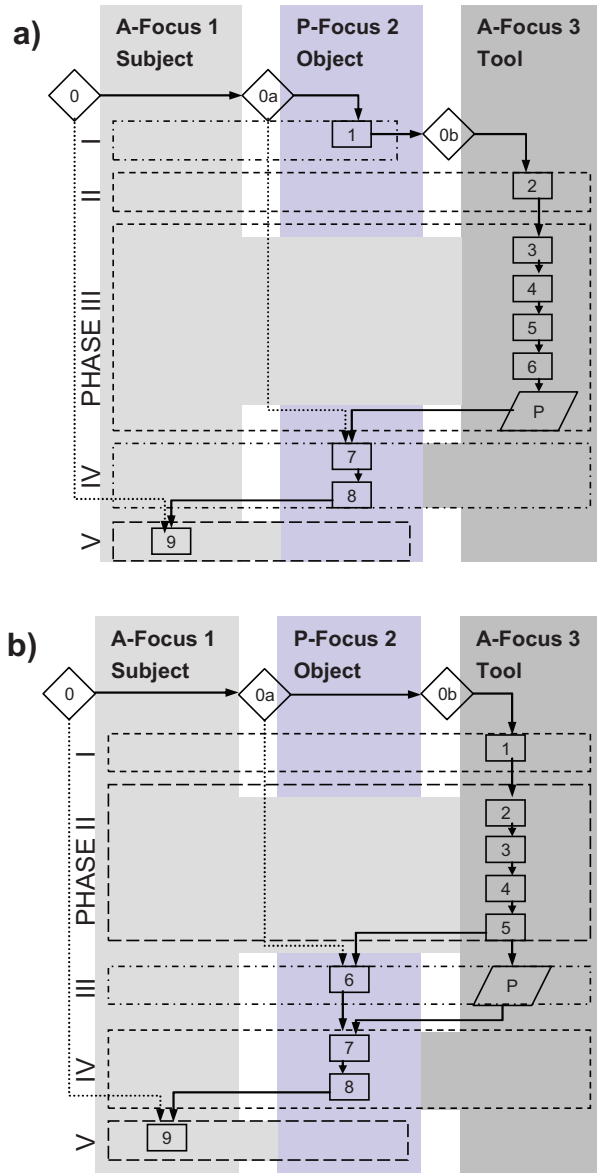 a)
A-Focus 1 P-Focus 2 A-Focus 3
Subject Object Tool
0 0a
I 1 0b
II 2
PHASE III
3
4
5
6
P
IV 7
8
V 9
b)
A-Focus 1 P-Focus 2 A-Focus 3
Subject Object Tool
0 0a 0b
I 1
PHASE II
2
3
4
5
III 6 P
IV 7
8
V 9